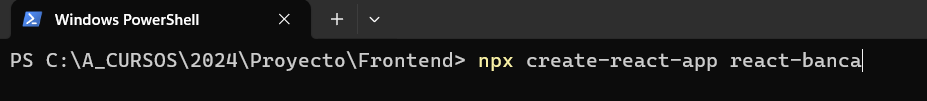 Windows PowerShell
PS C:\A_CURSOS\2024\Proyecto\Frontend> npx create-react-app react-banca